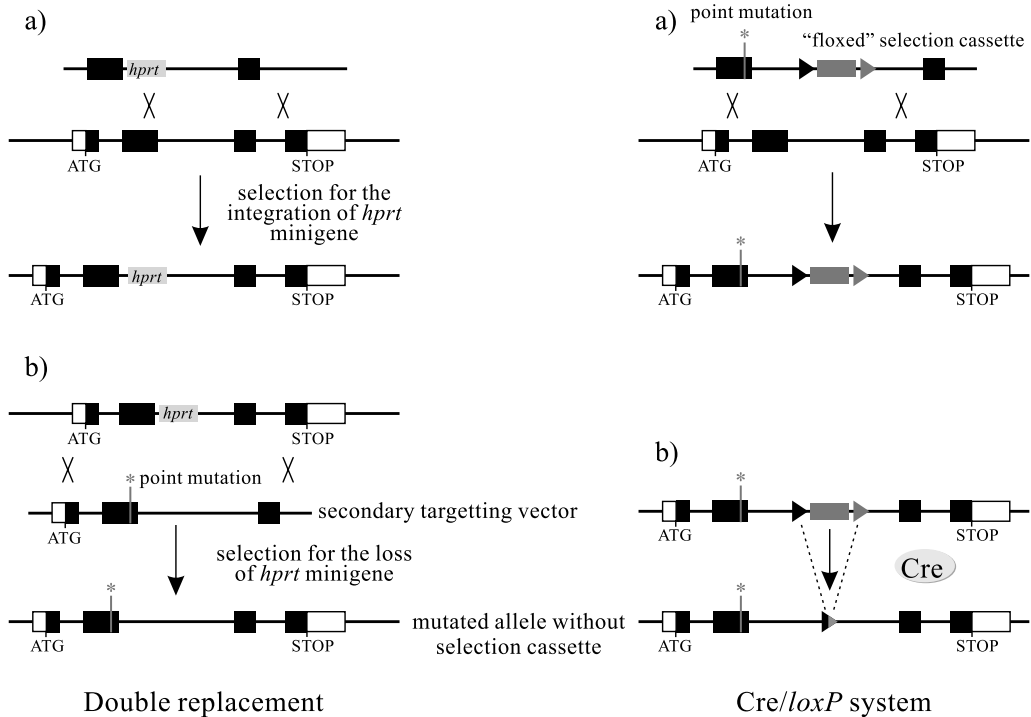 a)
hprt
ATG
STOP
selection for the
integration of hprt
minigene
hprt
ATG
STOP
b)
hprt
ATG
STOP
* point mutation
ATG
secondary targetting vector
selection for the loss
of hprt minigene
*
ATG
STOP
mutated allele without
selection cassette
Double replacement
a)
point mutation
*
“floxed” selection cassette
ATG
STOP
*
ATG
STOP
b)
*
ATG
STOP
Cre
*
ATG
STOP
Cre/loxP system